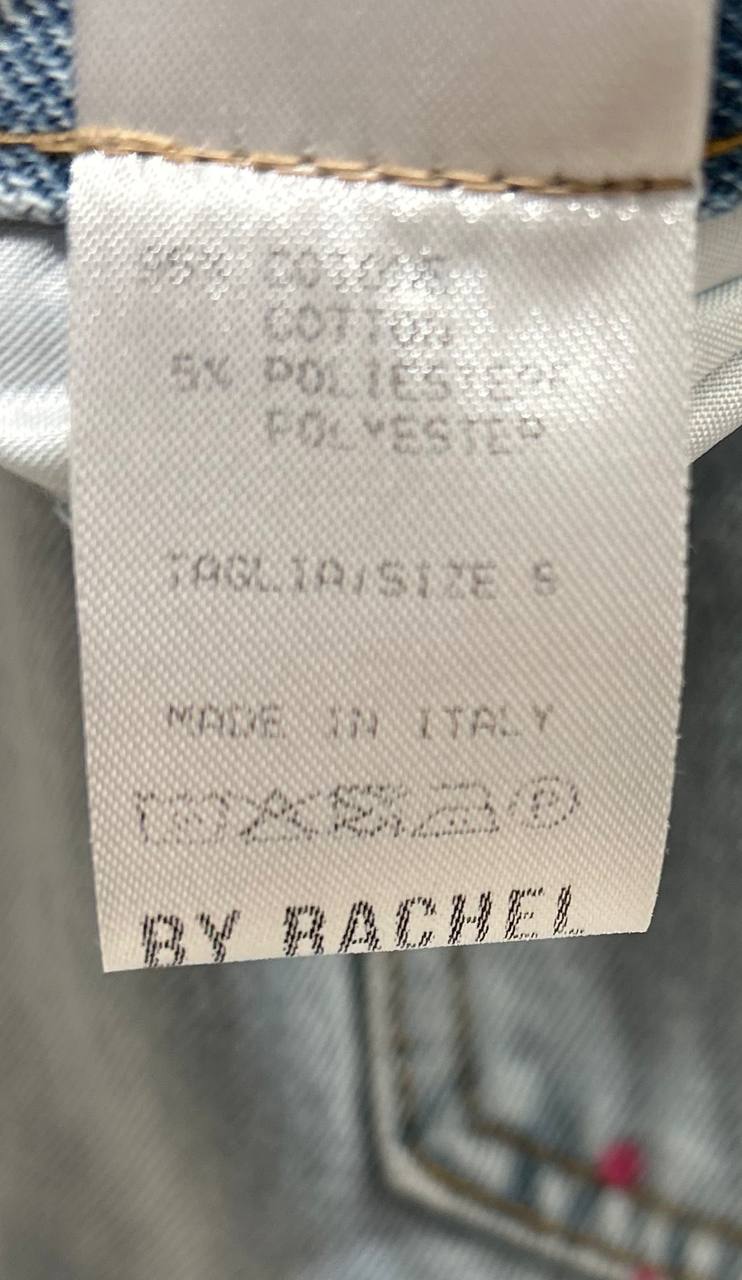 95% COTONE
COTTON
5% POLIESTERE
POLYESTER
TAGLIA/SIZE S
MADE IN ITALY
P
BY RACHEL